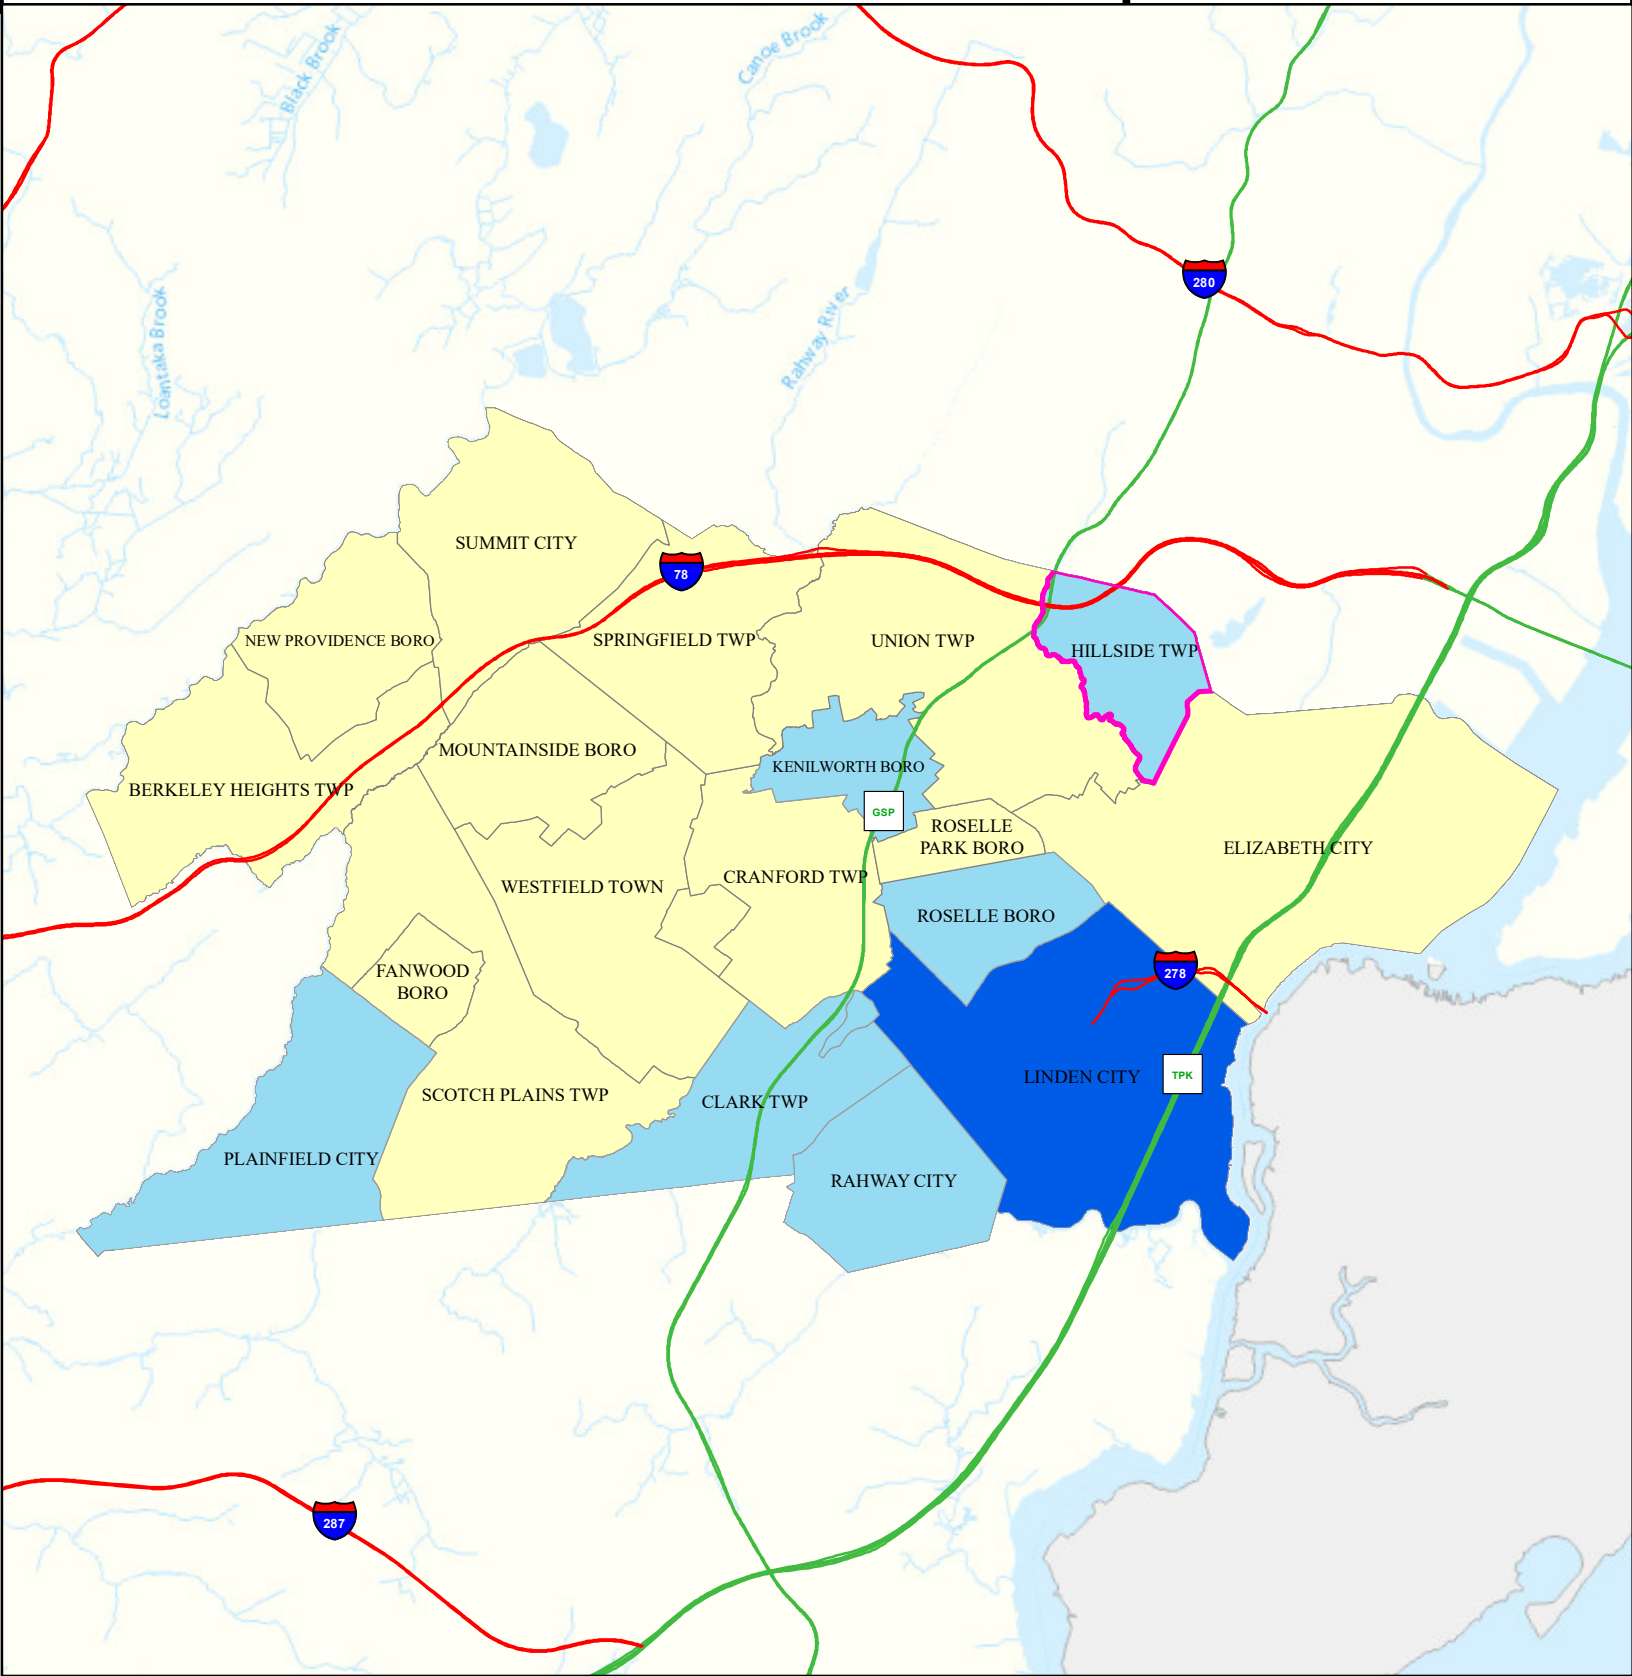 Black Brook
Canoe Brook
280
Loantaka Brook
Rahway River
SUMMIT CITY
78
NEW PROVIDENCE BORO
SPRINGFIELD TWP
UNION TWP
HILLSIDE TWP
MOUNTAINSIDE BORO
KENILWORTH BORO
BERKELEY HEIGHTS TWP
GSP
ROSELLE
PARK BORO
ELIZABETH CITY
WESTFIELD TOWN
CRANFORD TWP
ROSELLE BORO
FANWOOD
BORO
278
LINDEN CITY
TPK
SCOTCH PLAINS TWP
CLARK TWP
PLAINFIELD CITY
RAHWAY CITY
287